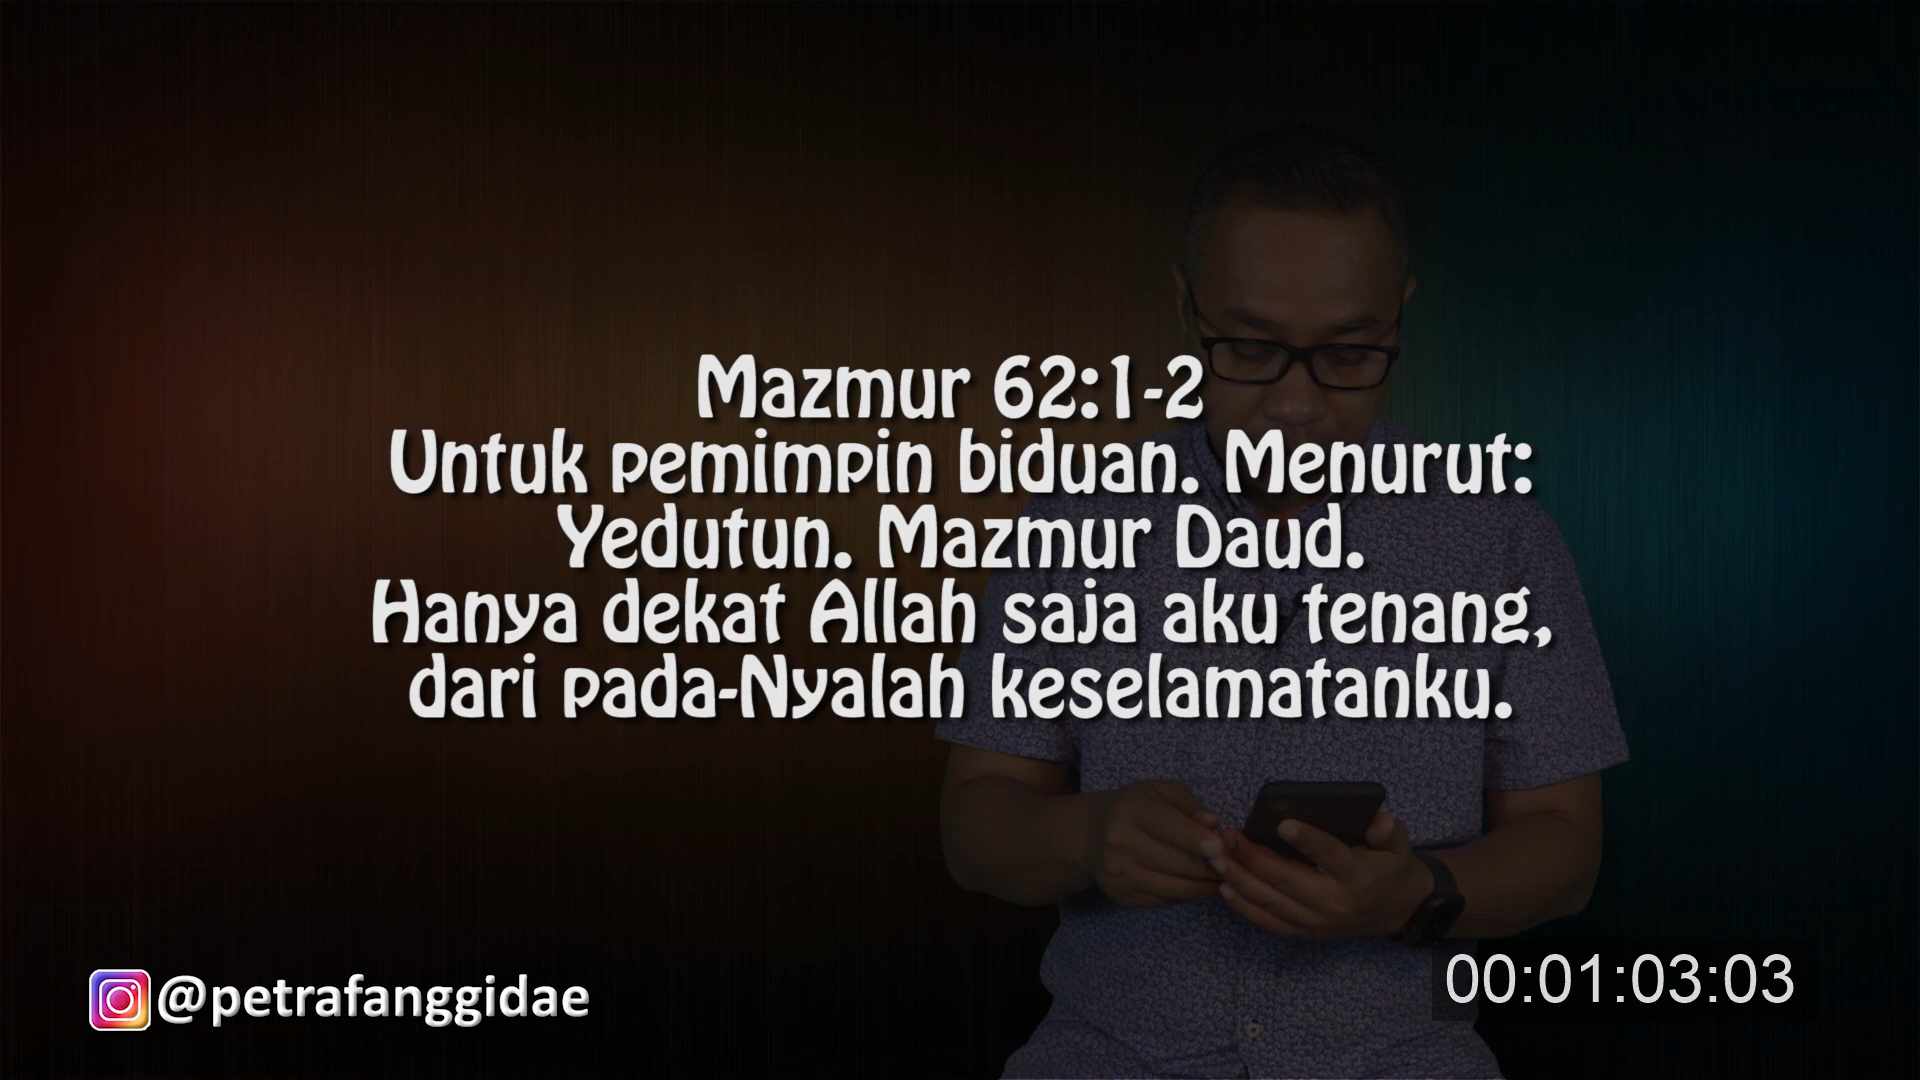 Mazmur 62:1-2
Untuk pemimpin biduan. Menurut:
Yedutun. Mazmur Daud.
Hanya dekat Allah saja aku tenang,
dari pada-Nyalah keselamatanku.
@petrafanggidae
00:01:03:03